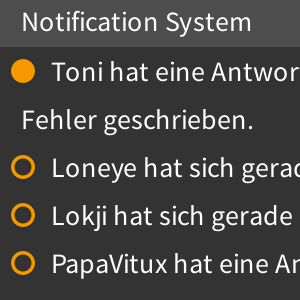 Notification System
Toni hat eine Antwor
Fehler geschrieben.
Loneye hat sich gerad
Lokji hat sich gerade
PapaVitux hat eine An